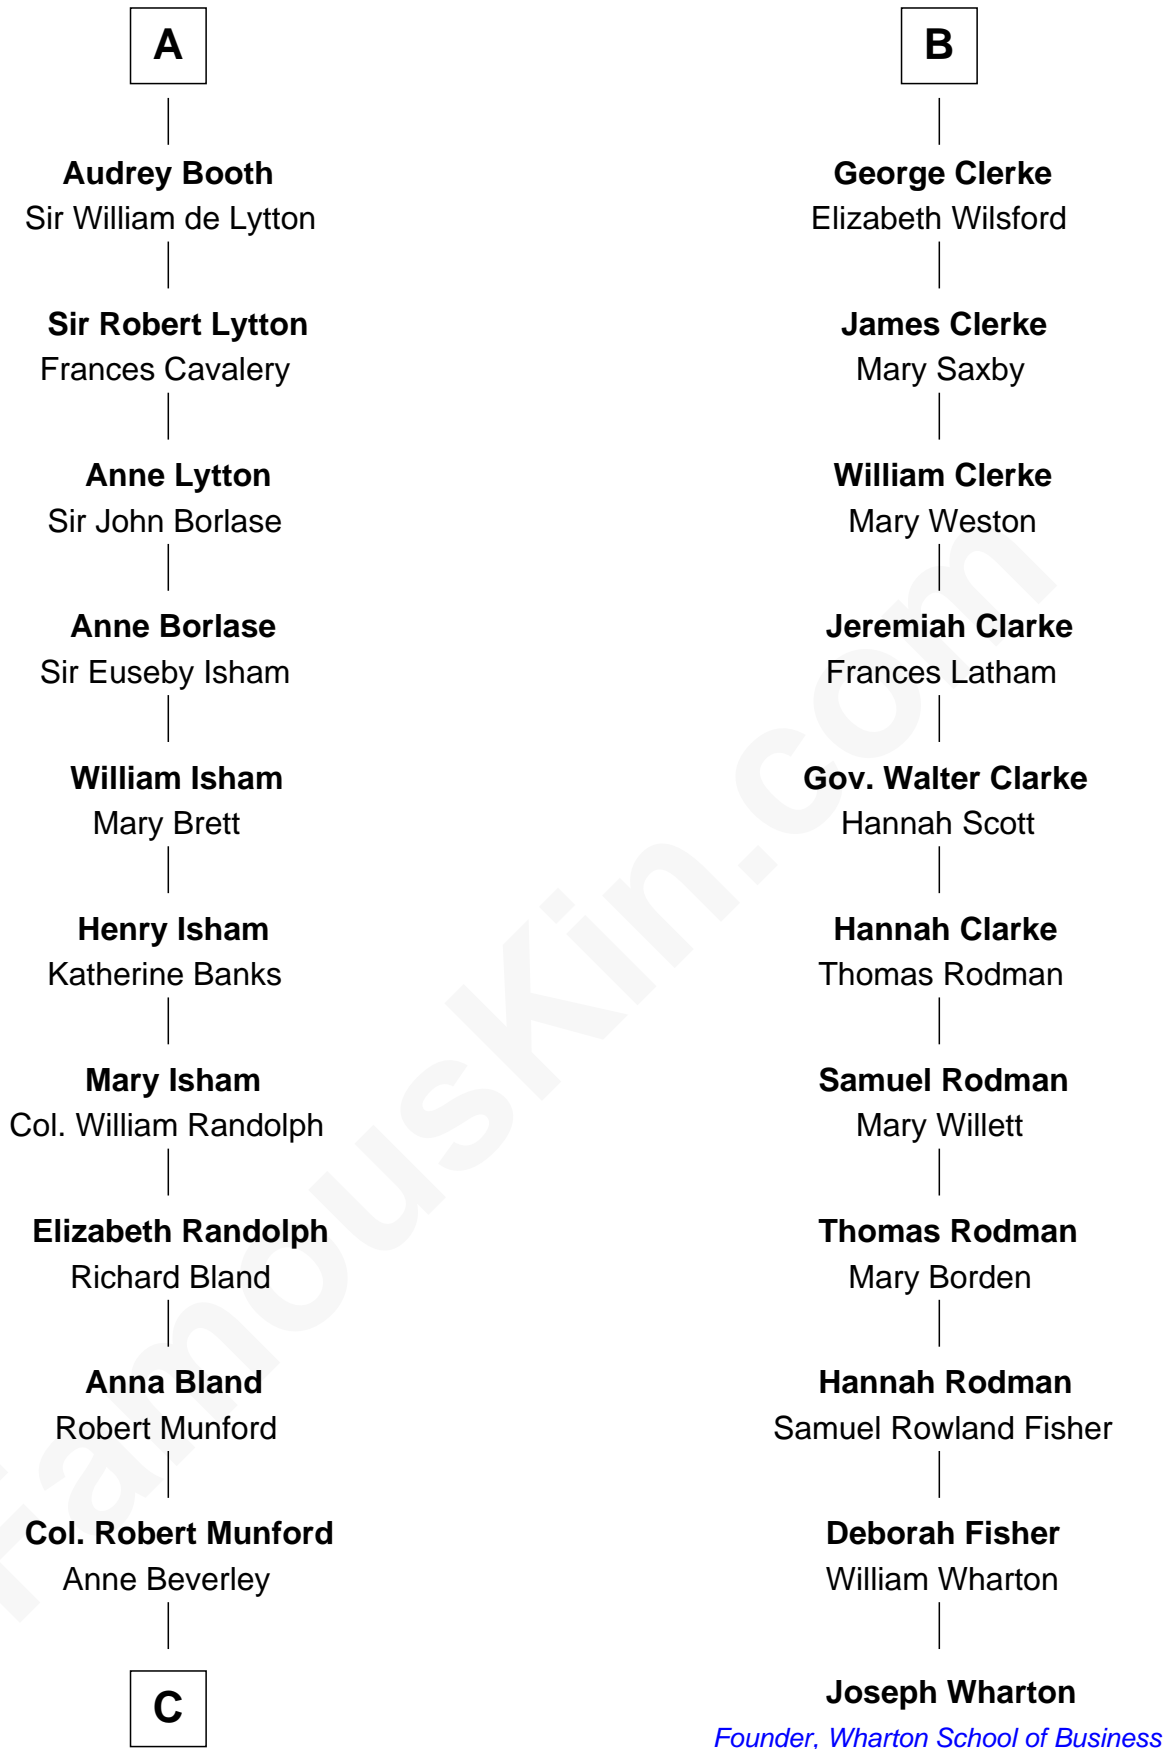 A
Audrey Booth
Sir William de Lytton
Sir Robert Lytton
Frances Cavalery
Anne Lytton
Sir John Borlase
Anne Borlase
Sir Euseby Isham
William Isham
Mary Brett
Henry Isham
Katherine Banks
Mary Isham
Col. William Randolph
Elizabeth Randolph
Richard Bland
Anna Bland
Robert Munford
Col. Robert Munford
Anne Beverley
C
B
George Clerke
Elizabeth Wilsford
James Clerke
Mary Saxby
William Clerke
Mary Weston
Jeremiah Clarke
Frances Latham
Gov. Walter Clarke
Hannah Scott
Hannah Clarke
Thomas Rodman
Samuel Rodman
Mary Willett
Thomas Rodman
Mary Borden
Hannah Rodman
Samuel Rowland Fisher
Deborah Fisher
William Wharton
Joseph Wharton
Founder, Wharton School of Business
FamousKin.com